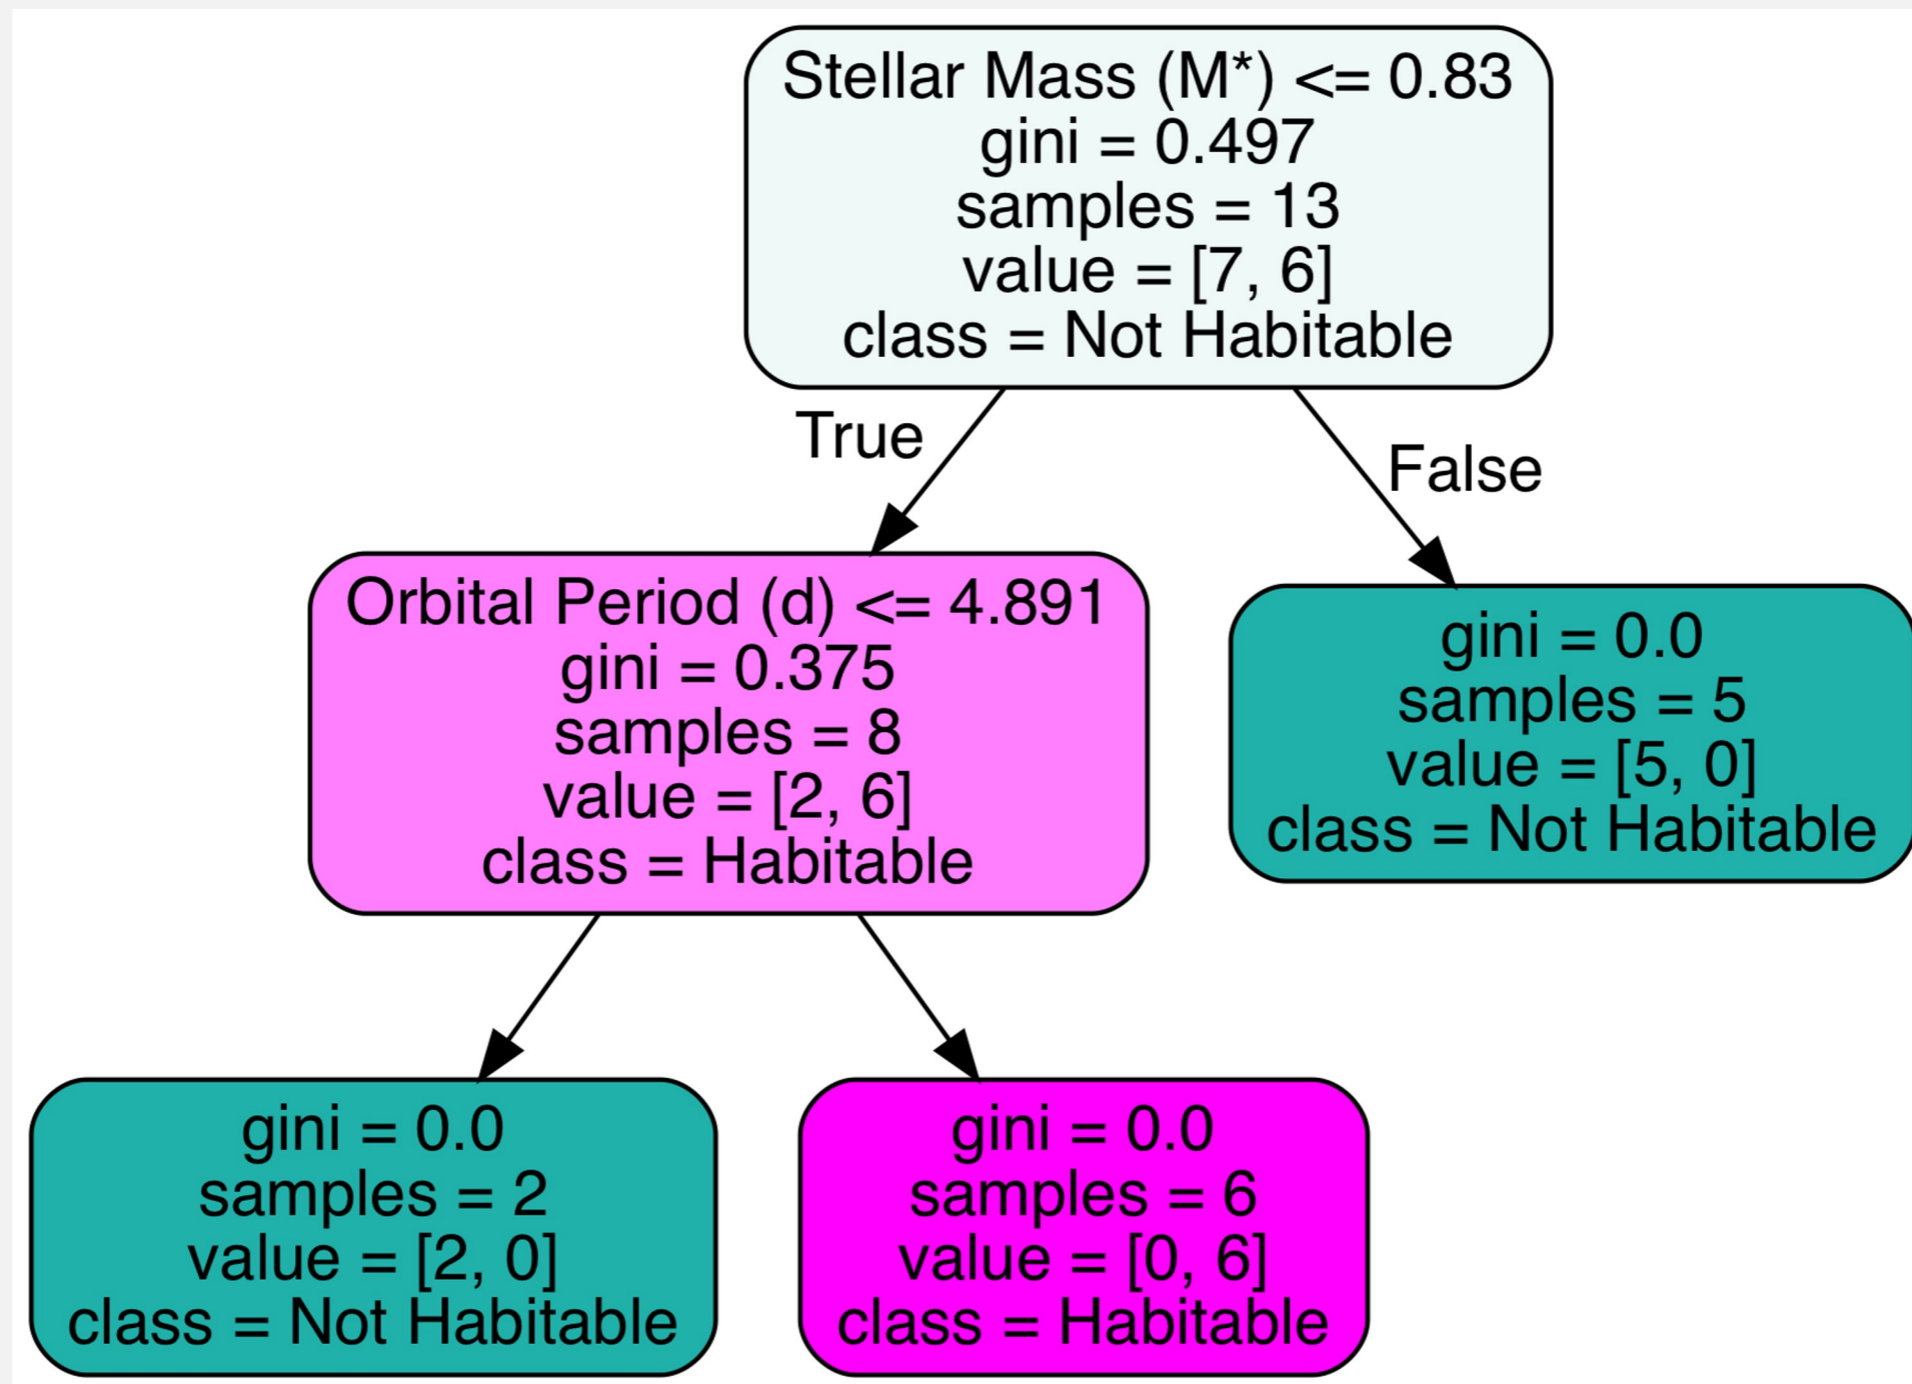 Stellar Mass (M*) <= 0.83
gini = 0.497
samples = 13
value = [7, 6]
class = Not Habitable
True
False
Orbital Period (d) <= 4.891
gini = 0.375
samples = 8
value = [2, 6]
class = Habitable
gini = 0.0
samples = 5
value = [5, 0]
class = Not Habitable
gini = 0.0
samples = 2
value = [2, 0]
class = Not Habitable
gini = 0.0
samples = 6
value = [0, 6]
class = Habitable